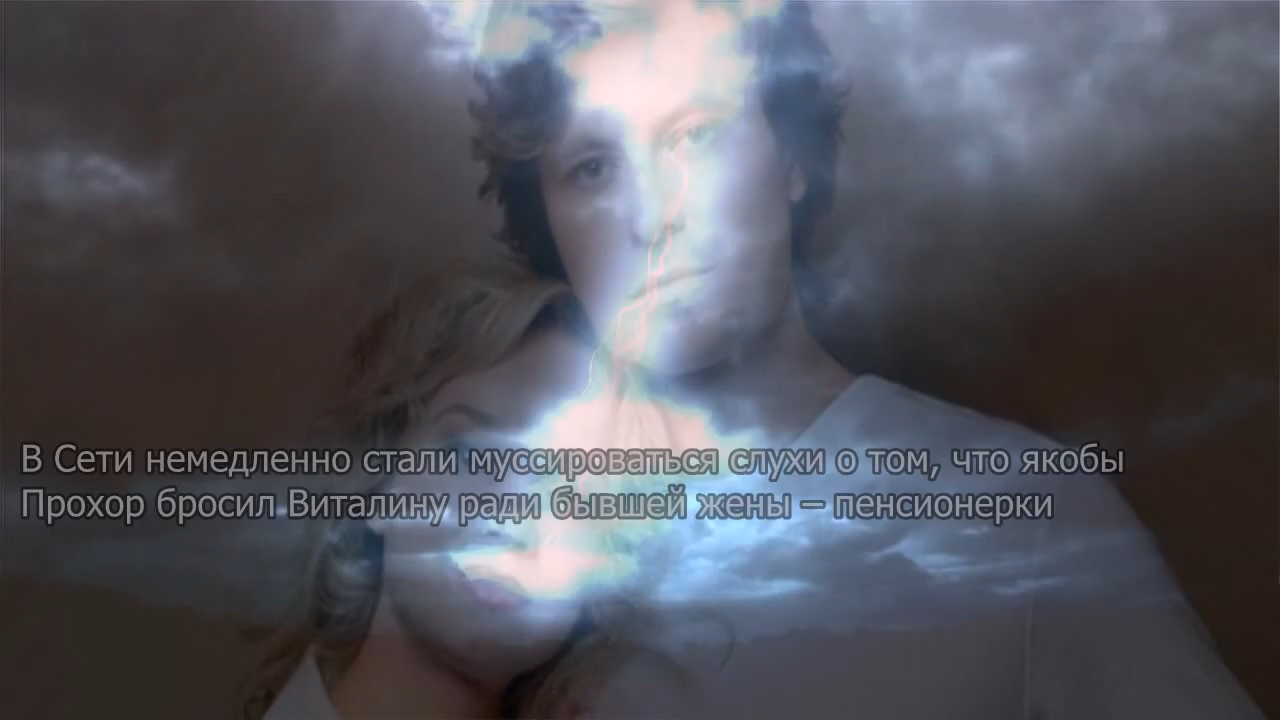 В Сети немедленно стали муссироваться слухи о том, что якобы
Прохор бросил Виталину ради бывшей жены – пенсионерки